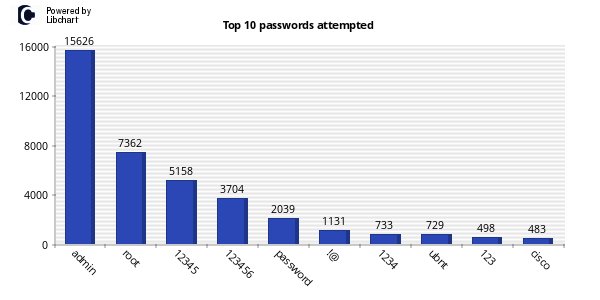 Powered by
Libchart
Top 10 passwords attempted
16000
12000
8000
4000
0
15626
7362
5158
3704
2039
1131
733
729
498
483
admin
root
12345
123456
password
!@
1234
ubnt
123
cisco